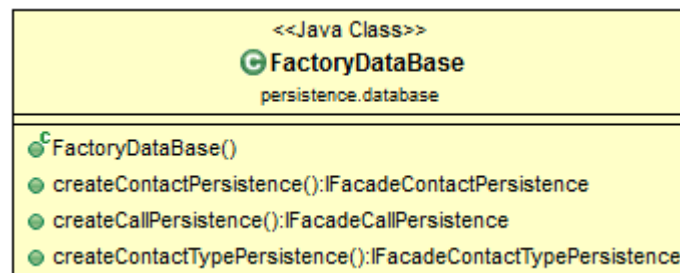 <<Java Class>>
C FactoryDataBase
persistence.database
C FactoryDataBase()
createContactPersistence():IFacadeContactPersistence
createCallPersistence():IFacadeCallPersistence
createContactTypePersistence():IFacadeContactTypePersistence